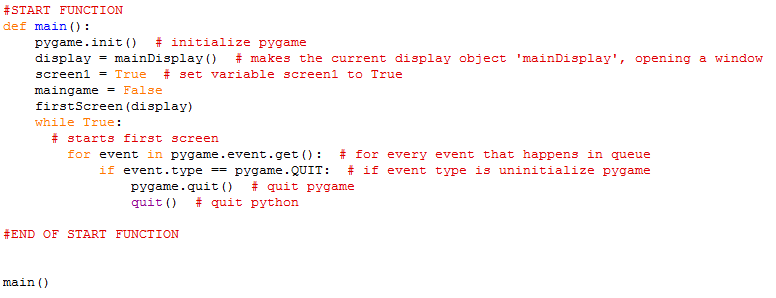 #START FUNCTION
def main():
    pygame.init()  # initialize pygame
    display = mainDisplay()  # makes the current display object 'mainDisplay', opening a window
    screen1 = True  # set variable screen1 to True
    maingame = False
    firstScreen(display)
    while True:
      # starts first screen
        for event in pygame.event.get():  # for every event that happens in queue
            if event.type == pygame.QUIT:  # if event type is uninitialize pygame
                pygame.quit()  # quit pygame
                quit()  # quit python
#END OF START FUNCTION
main()